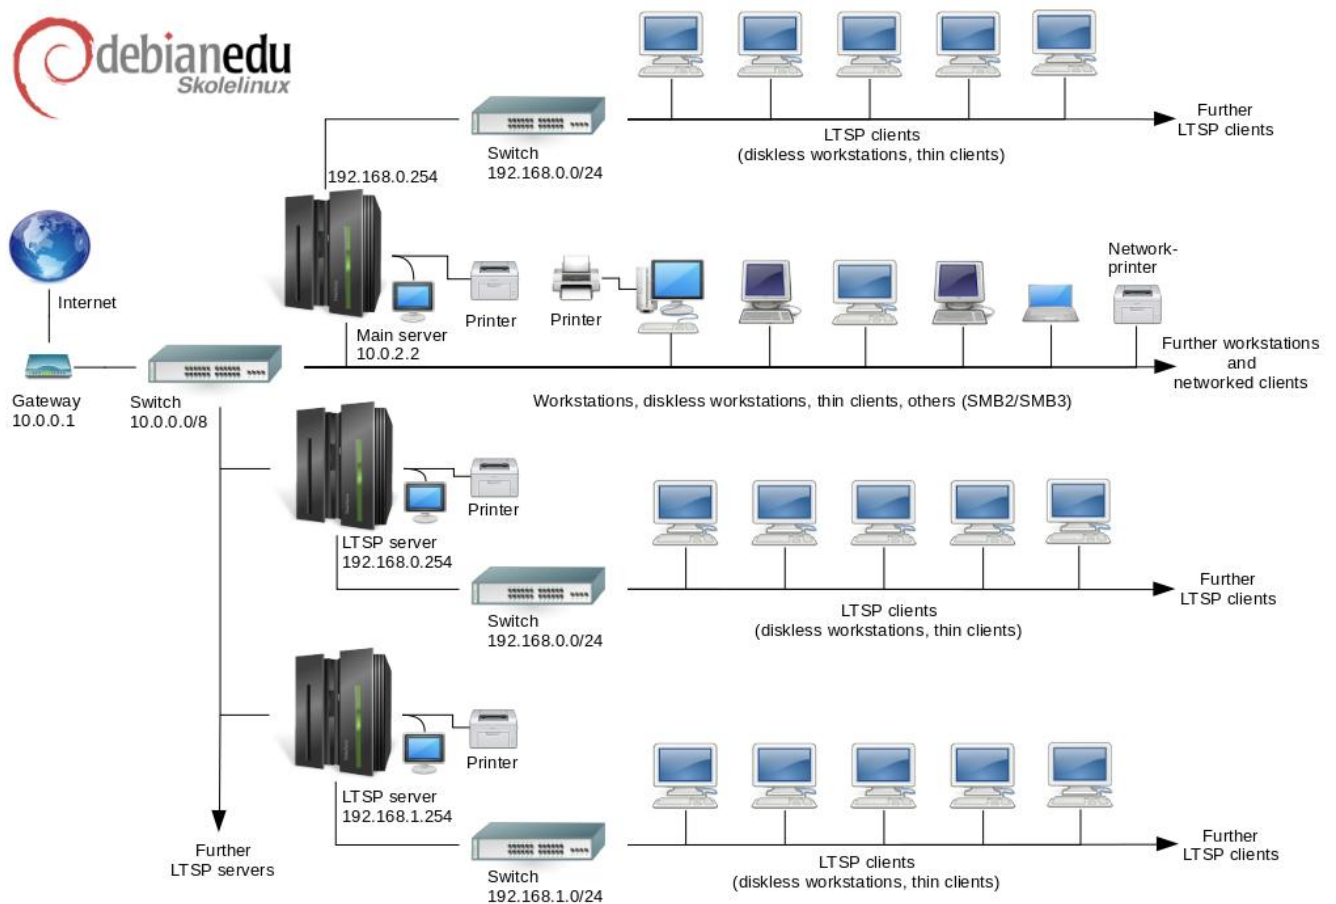 debianedu
Skolelinux
Further
LTSP clients
LTSP clients
(diskless workstations, thin clients)
Switch
192.168.0.0/24
192.168.0.254
Internet
Main server
10.0.2.2
Printer
Printer
Network-
printer
Further workstations
and
networked clients
Gateway
10.0.0.1
Switch
10.0.0.0/8
Workstations, diskless workstations, thin clients, others (SMB2/SMB3)
Printer
LTSP server
192.168.0.254
Switch
192.168.0.0/24
LTSP clients
(diskless workstations, thin clients)
Further
LTSP clients
Printer
LTSP server
192.168.1.254
Further
LTSP servers
Switch
192.168.1.0/24
LTSP clients
(diskless workstations, thin clients)
Further
LTSP clients